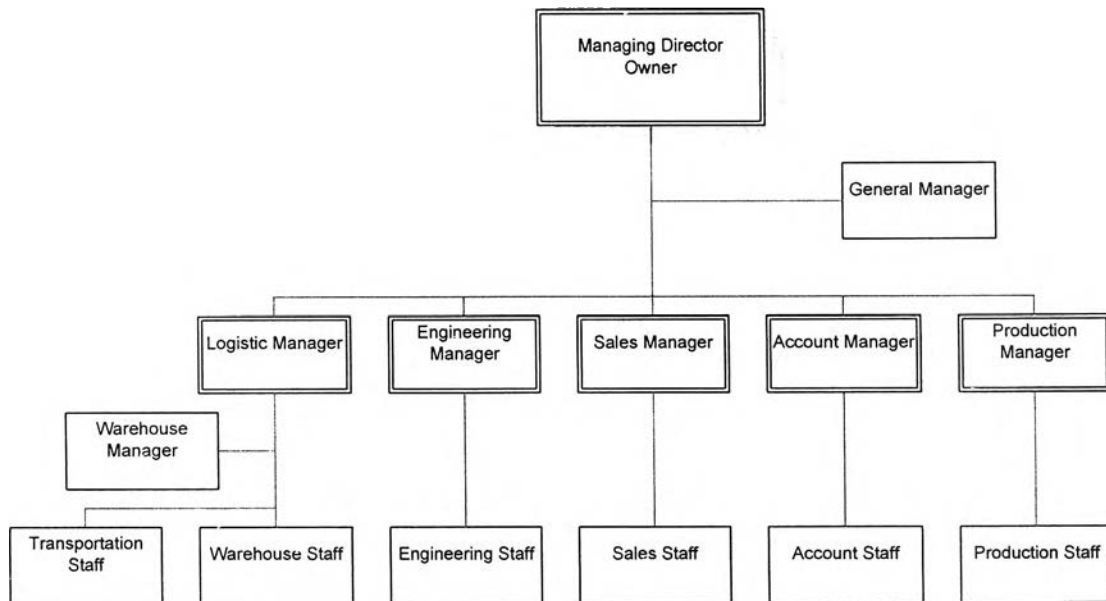 Managing Director
Owner
General Manager
Logistic Manager
Engineering
Manager
Sales Manager
Account Manager
Production
Manager
Warehouse
Manager
Transportation
Staff
Warehouse Staff
Engineering Staff
Sales Staff
Account Staff
Production Staff